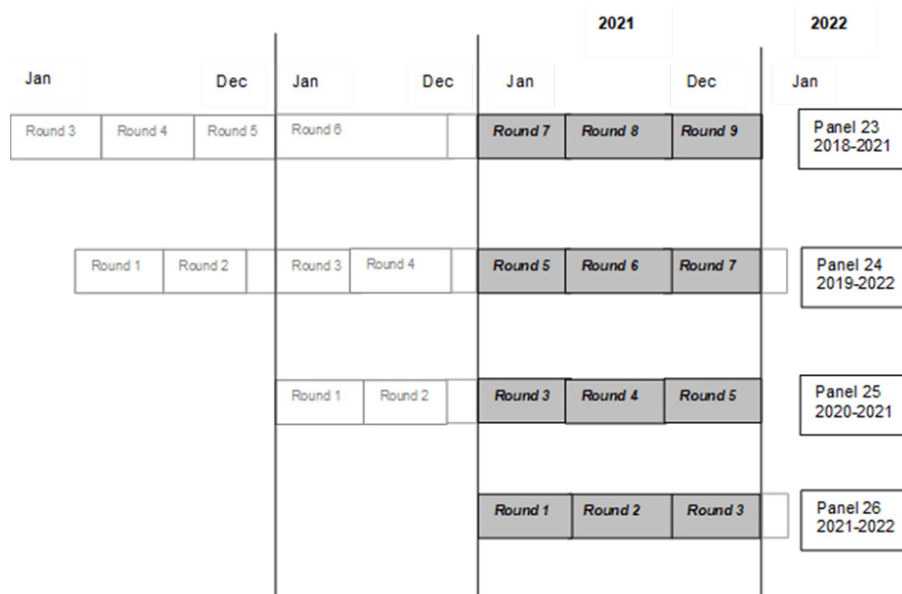 2021 2022
Jan Dec Jan Dec Jan Dec Jan
Round 3 Round 4 Round 5 Round 6 Round 7 Round 8 Round 9 Panel 23
2018-2021
Round 1 Round 2 Round 3 Round 4 Round 5 Round 6 Round 7 Panel 24
2019-2022
Round 1 Round 2 Round 3 Round 4 Round 5 Panel 25
2020-2021
Round 1 Round 2 Round 3 Panel 26
2021-2022